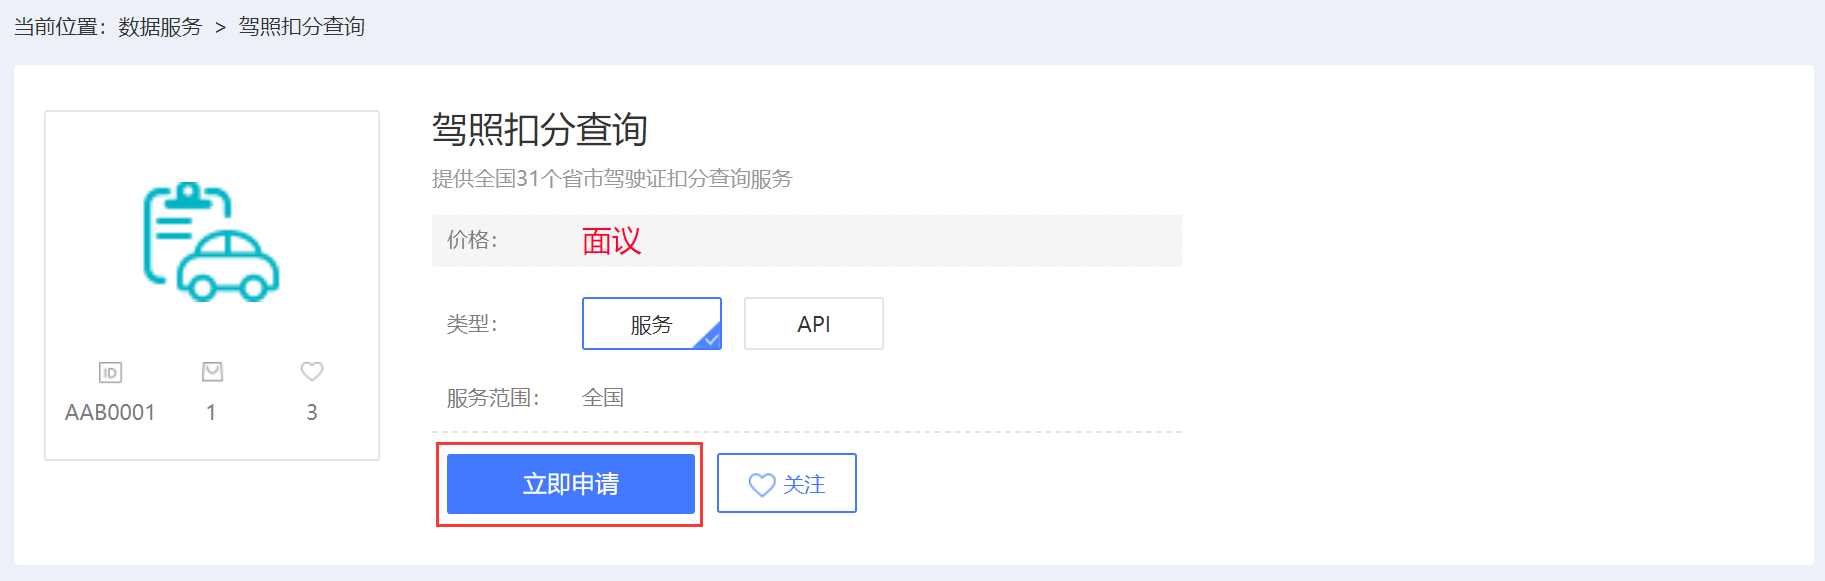 当前位置：数据服务 > 驾照扣分查询
驾照扣分查询
提供全国31个省市驾驶证扣分查询服务
价格： 面议
类型： 服务 API
服务范围： 全国
立即申请 关注
ID
AAB0001 1 3